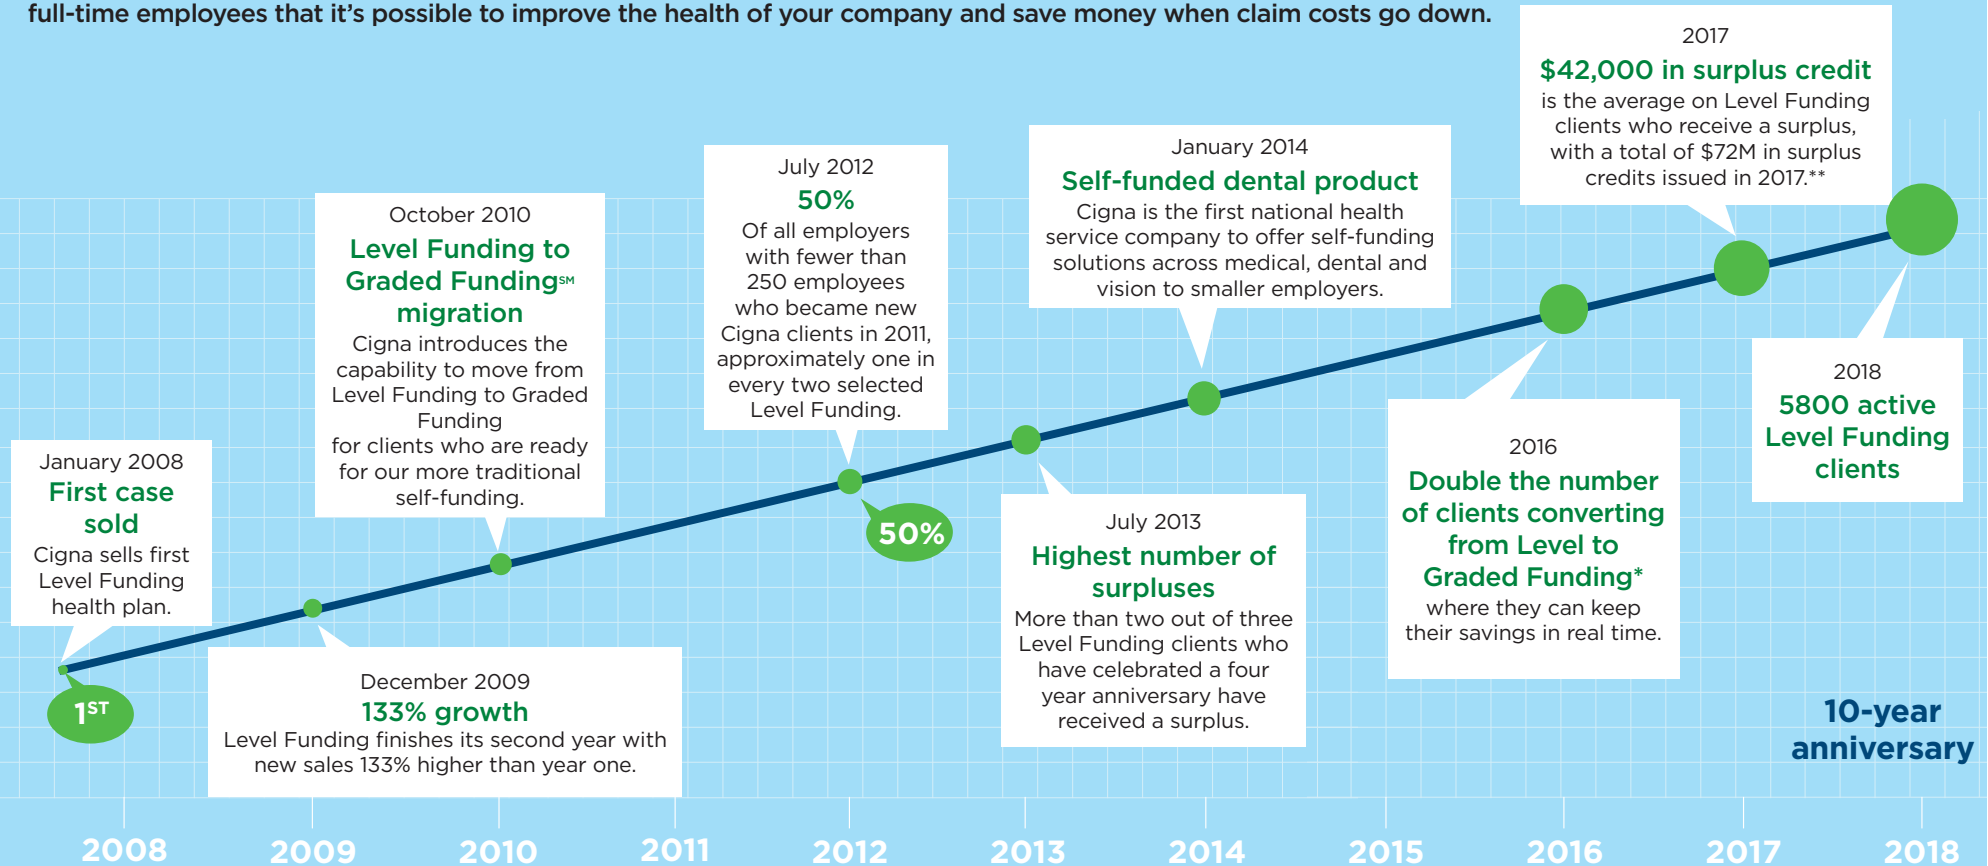 full-time employees that it’s possible to improve the health of your company and save money when claim costs go down.
January 2008
First case
sold
Cigna sells first
Level Funding
health plan.
1ST
December 2009
133% growth
Level Funding finishes its second year with
new sales 133% higher than year one.
October 2010
Level Funding to
Graded Funding℠
migration
Cigna introduces the
capability to move from
Level Funding to Graded
Funding
for clients who are ready
for our more traditional
self-funding.
July 2012
50%
Of all employers
with fewer than
250 employees
who became new
Cigna clients in 2011,
approximately one in
every two selected
Level Funding.
50%
July 2013
Highest number of
surpluses
More than two out of three
Level Funding clients who
have celebrated a four
year anniversary have
received a surplus.
January 2014
Self-funded dental product
Cigna is the first national health
service company to offer self-funding
solutions across medical, dental and
vision to smaller employers.
2016
Double the number
of clients converting
from Level to
Graded Funding*
where they can keep
their savings in real time.
2017
$42,000 in surplus credit
is the average on Level Funding
clients who receive a surplus,
with a total of $72M in surplus
credits issued in 2017.**
2018
5800 active
Level Funding
clients
10-year
anniversary
2008 2009 2010 2011 2012 2013 2014 2015 2016 2017 2018